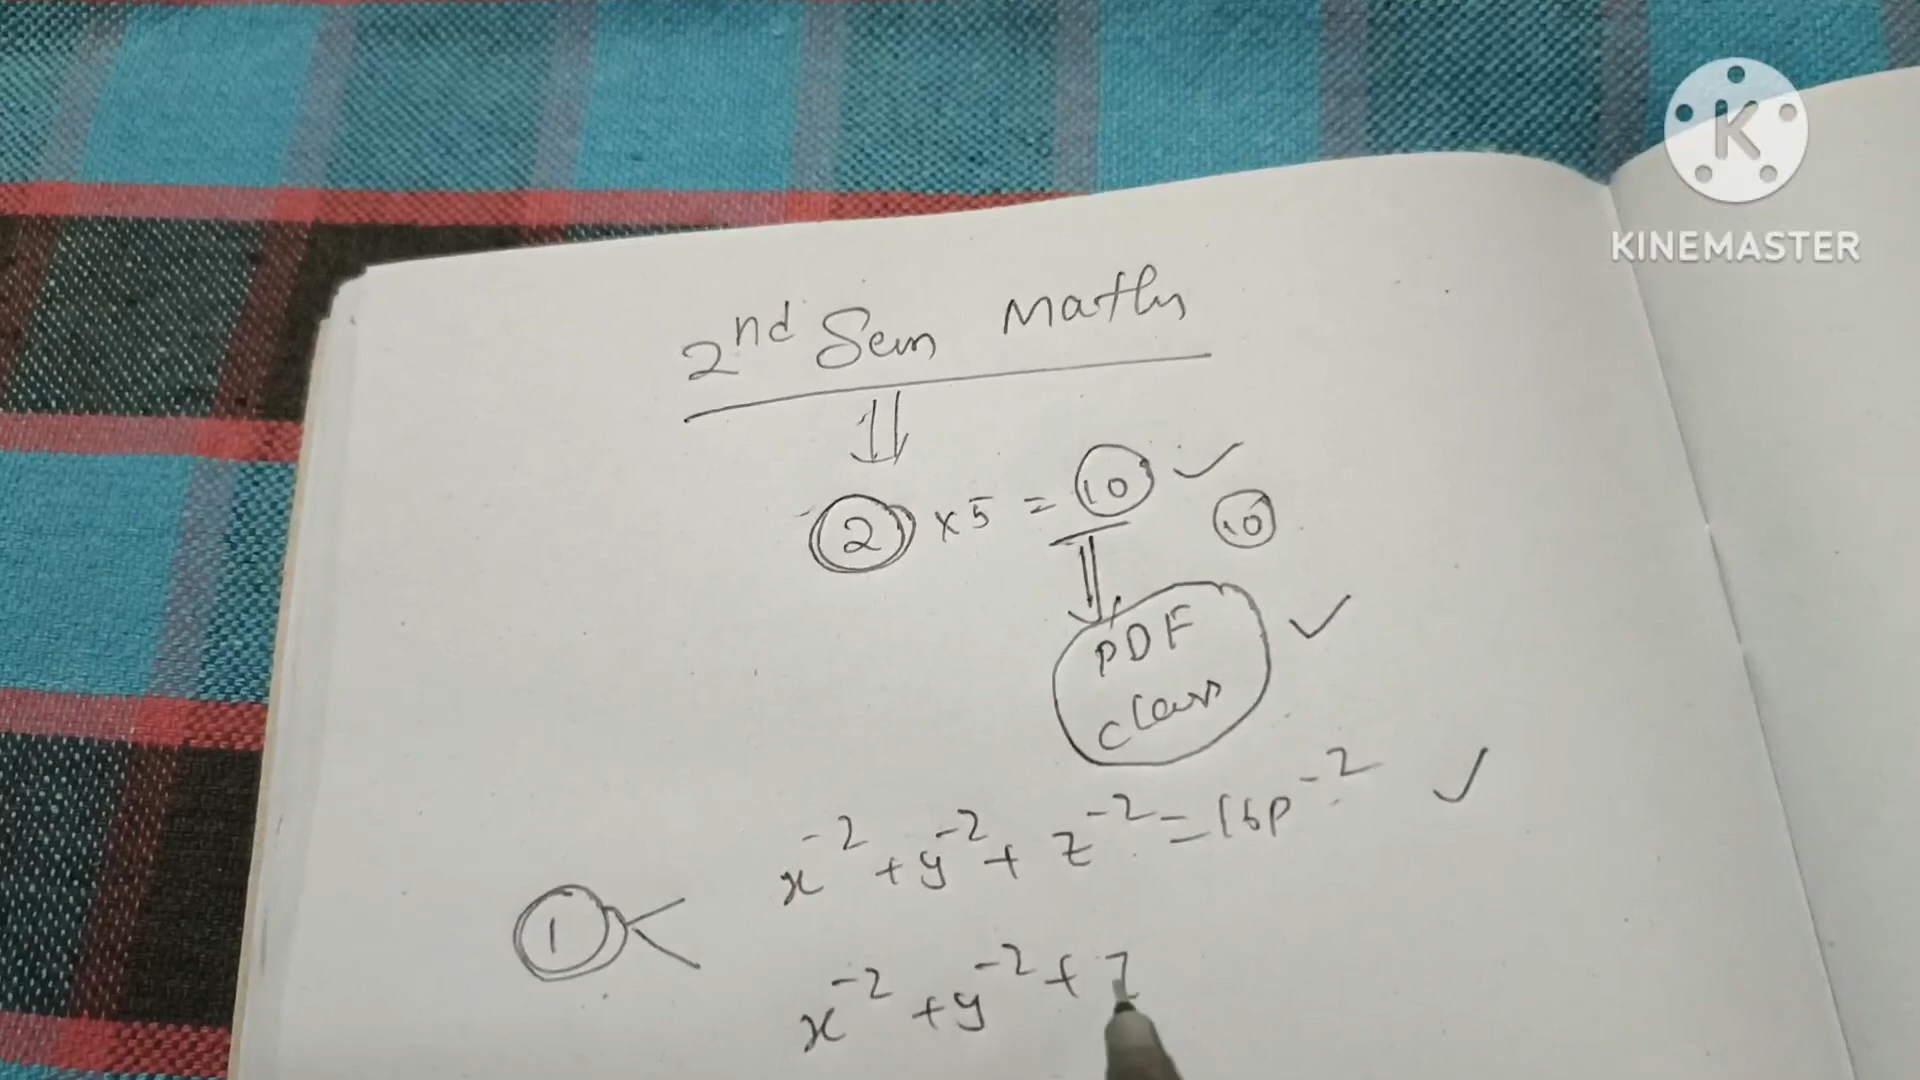 K
KINEMASTER
2nd Sem Maths
2 x 5 = 10 ✓
10
PDF ✓
class
x⁻² + y⁻² + z⁻² = 16p⁻² ✓
1
x⁻² + y⁻² + z